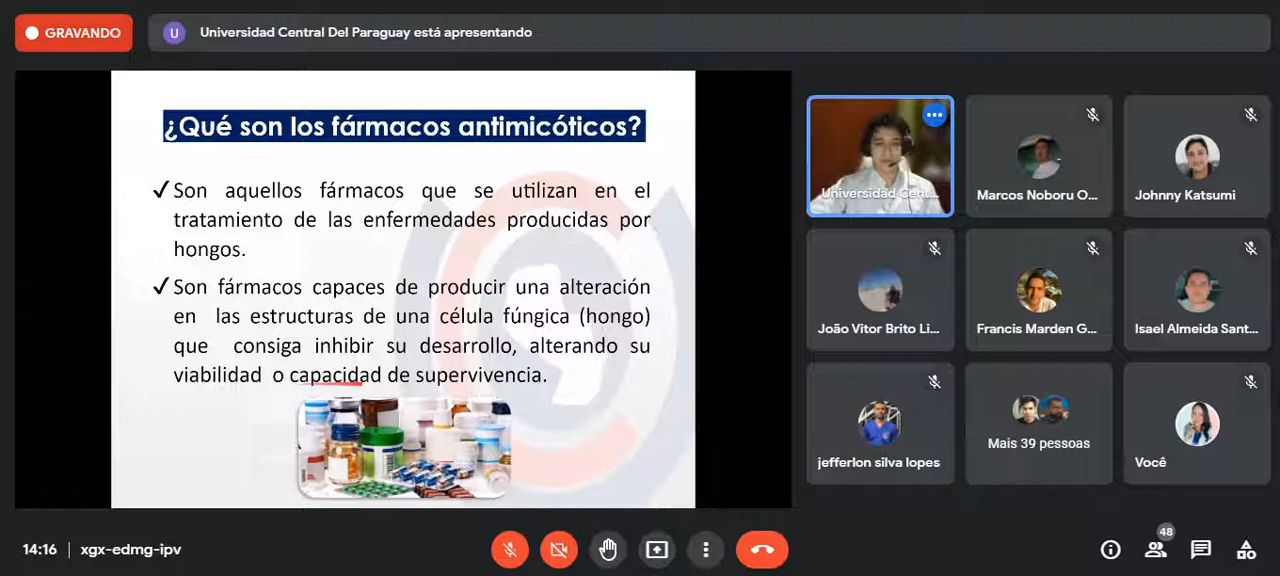 GRAVANDO
U
Universidad Central Del Paraguay está apresentando
¿Qué son los fármacos antimicóticos?
✓ Son aquellos fármacos que se utilizan en el
tratamiento de las enfermedades producidas por
hongos.
✓ Son fármacos capaces de producir una alteración
en las estructuras de una célula fúngica (hongo)
que consiga inhibir su desarrollo, alterando su
viabilidad o capacidad de supervivencia.
Universidad Cent...
Marcos Noboru O...
Johnny Katsumi
João Vitor Brito Li...
Francis Marden G...
Isael Almeida Sant...
jefferlon silva lopes
Mais 39 pessoas
Você
14:16 | xgx-edmg-ipv
48